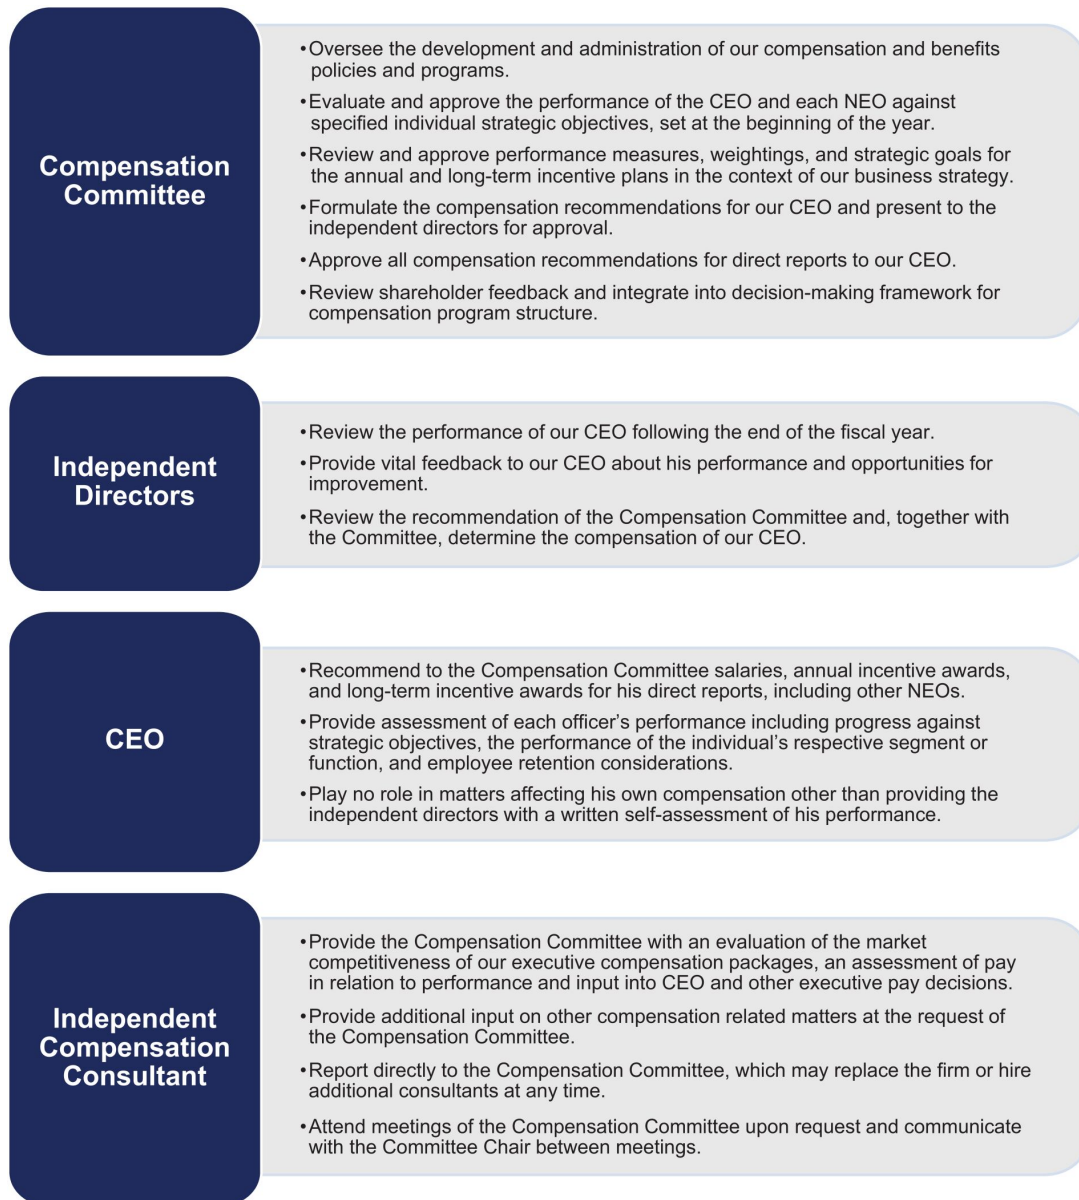 Compensation
Committee
•Oversee the development and administration of our compensation and benefits
policies and programs.
•Evaluate and approve the performance of the CEO and each NEO against
specified individual strategic objectives, set at the beginning of the year.
•Review and approve performance measures, weightings, and strategic goals for
the annual and long-term incentive plans in the context of our business strategy.
•Formulate the compensation recommendations for our CEO and present to the
independent directors for approval.
•Approve all compensation recommendations for direct reports to our CEO.
•Review shareholder feedback and integrate into decision-making framework for
compensation program structure.
Independent
Directors
•Review the performance of our CEO following the end of the fiscal year.
•Provide vital feedback to our CEO about his performance and opportunities for
improvement.
•Review the recommendation of the Compensation Committee and, together with
the Committee, determine the compensation of our CEO.
CEO
•Recommend to the Compensation Committee salaries, annual incentive awards,
and long-term incentive awards for his direct reports, including other NEOs.
•Provide assessment of each officer’s performance including progress against
strategic objectives, the performance of the individual’s respective segment or
function, and employee retention considerations.
•Play no role in matters affecting his own compensation other than providing the
independent directors with a written self-assessment of his performance.
Independent
Compensation
Consultant
•Provide the Compensation Committee with an evaluation of the market
competitiveness of our executive compensation packages, an assessment of pay
in relation to performance and input into CEO and other executive pay decisions.
•Provide additional input on other compensation related matters at the request of
the Compensation Committee.
•Report directly to the Compensation Committee, which may replace the firm or hire
additional consultants at any time.
•Attend meetings of the Compensation Committee upon request and communicate
with the Committee Chair between meetings.